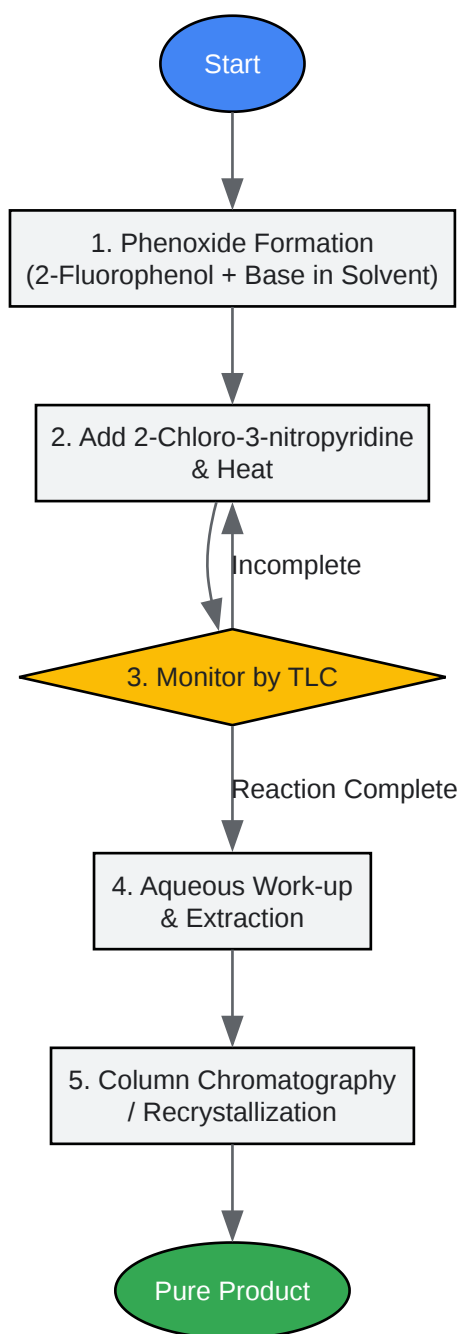 Start
1. Phenoxide Formation
(2-Fluorophenol + Base in Solvent)
2. Add 2-Chloro-3-nitropyridine
& Heat
Incomplete
3. Monitor by TLC
Reaction Complete
4. Aqueous Work-up
& Extraction
5. Column Chromatography
/ Recrystallization
Pure Product